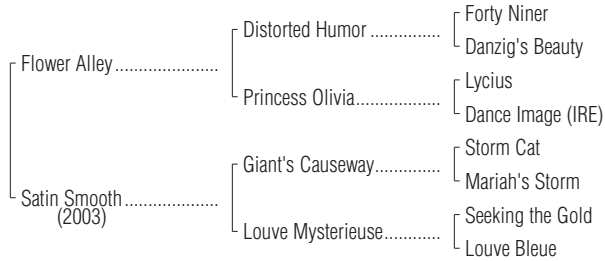 Forty Niner
Distorted Humor ...............
Danzig's Beauty
Flower Alley ......................
Lycius
Princess Olivia ..................
Dance Image (IRE)
Storm Cat
Giant's Causeway ..............
Mariah's Storm
Satin Smooth ....................
(2003)
Seeking the Gold
Louve Mysterieuse ............
Louve Bleue